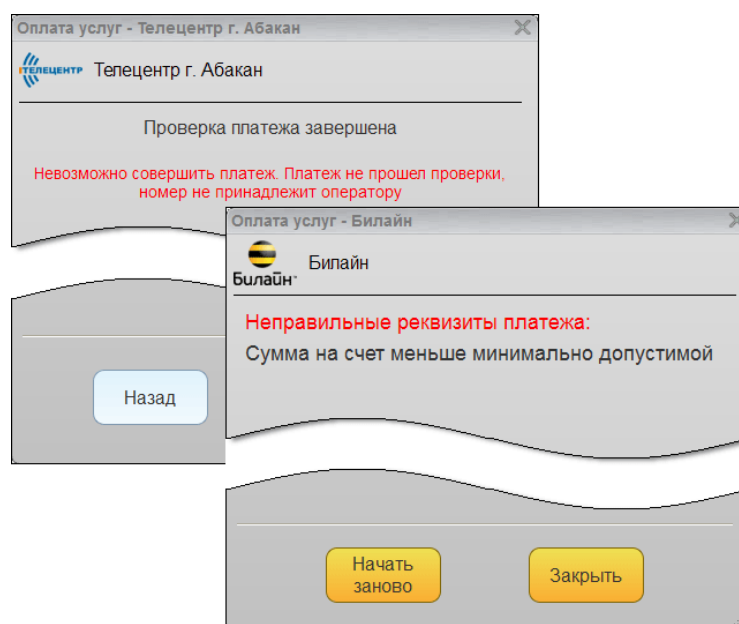 Оплата услуг - Телецентр г. Абакан
ТЕЛЕЦЕНТР
Телецентр г. Абакан
Проверка платежа завершена
Невозможно совершить платеж. Платеж не прошел проверки,
номер не принадлежит оператору
Назад
Оплата услуг - Билайн
Билайн
Билайн™
Неправильные реквизиты платежа:
Сумма на счет меньше минимально допустимой
Начать
заново
Закрыть